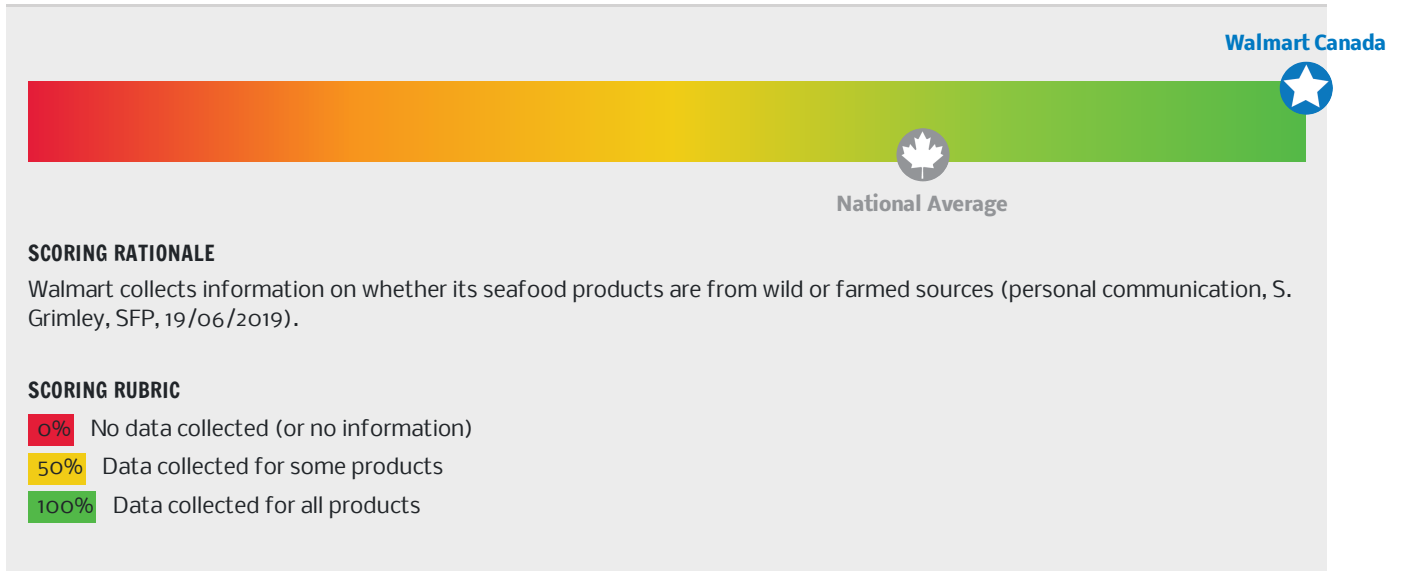 Walmart Canada
National Average
SCORING RATIONALE
Walmart collects information on whether its seafood products are from wild or farmed sources (personal communication, S.
Grimley, SFP, 19/06/2019).
SCORING RUBRIC
0% No data collected (or no information)
50% Data collected for some products
100% Data collected for all products